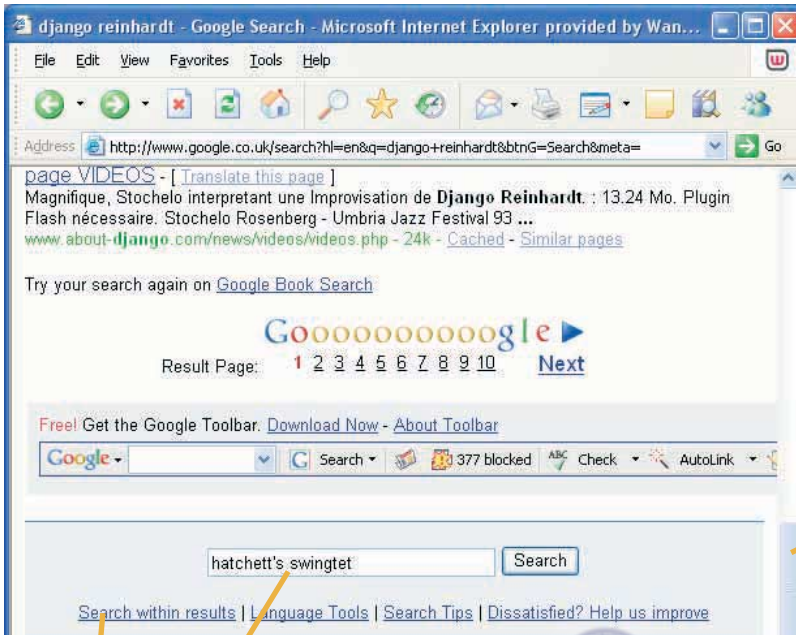 django reinhardt - Google Search - Microsoft Internet Explorer provided by Wan...
File Edit View Favorites Tools Help
Address http://www.google.co.uk/search?hl=en&q=django+reinhardt&btnG=Search&meta= Go
page VIDEOS - [ Translate this page ]
Magnifique, Stochelo interpretant une Improvisation de Django Reinhardt. : 13.24 Mo. Plugin
Flash nécessaire. Stochelo Rosenberg - Umbria Jazz Festival 93 ...
www.about-django.com/news/videos/videos.php - 24k - Cached - Similar pages
Try your search again on Google Book Search
Goooooooooogle
Result Page: 1 2 3 4 5 6 7 8 9 10 Next
Free! Get the Google Toolbar. Download Now - About Toolbar
Google G Search 377 blocked ABC Check AutoLink
hatchett's swingtet Search
Search within results | Language Tools | Search Tips | Dissatisfied? Help us improve